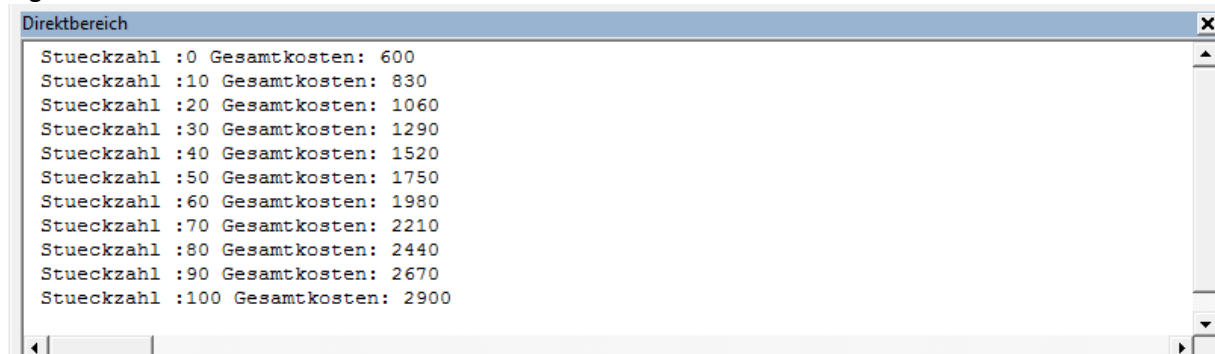 Direktbereich
Stueckzahl :0 Gesamtkosten: 600
Stueckzahl :10 Gesamtkosten: 830
Stueckzahl :20 Gesamtkosten: 1060
Stueckzahl :30 Gesamtkosten: 1290
Stueckzahl :40 Gesamtkosten: 1520
Stueckzahl :50 Gesamtkosten: 1750
Stueckzahl :60 Gesamtkosten: 1980
Stueckzahl :70 Gesamtkosten: 2210
Stueckzahl :80 Gesamtkosten: 2440
Stueckzahl :90 Gesamtkosten: 2670
Stueckzahl :100 Gesamtkosten: 2900